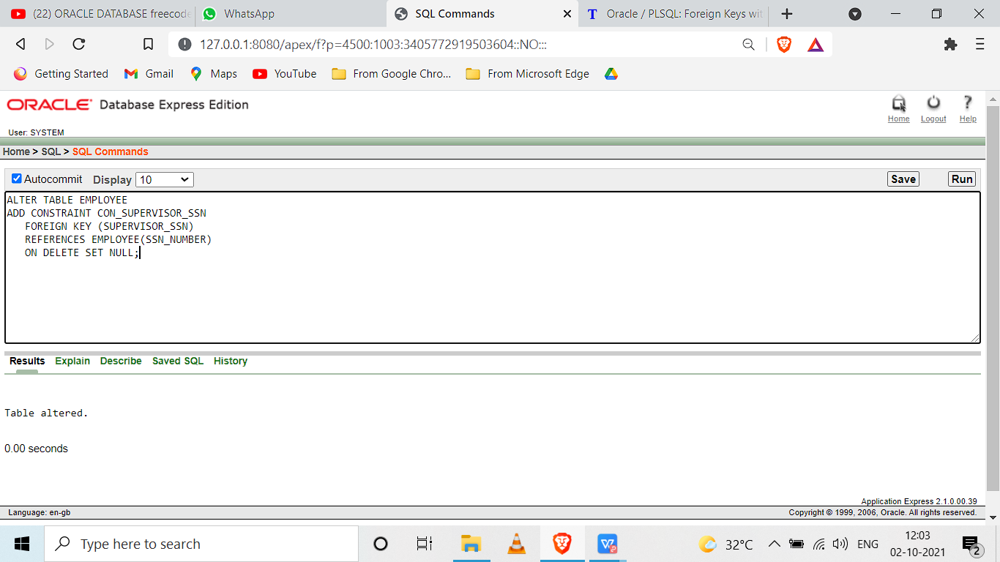 (22) ORACLE DATABASE freecode
WhatsApp
SQL Commands
Oracle / PLSQL: Foreign Keys wit
127.0.0.1:8080/apex/f?p=4500:1003:3405772919503604::NO:::
Getting Started
Gmail
Maps
YouTube
From Google Chro...
From Microsoft Edge
ORACLE Database Express Edition
Home
Logout
Help
User: SYSTEM
Home > SQL > SQL Commands
Autocommit Display 10
Save
Run
ALTER TABLE EMPLOYEE
ADD CONSTRAINT CON_SUPERVISOR_SSN
FOREIGN KEY (SUPERVISOR_SSN)
REFERENCES EMPLOYEE(SSN_NUMBER)
ON DELETE SET NULL;
Results Explain Describe Saved SQL History
Table altered.
0.00 seconds
Application Express 2.1.0.00.39
Language: en-gb
Copyright © 1999, 2006, Oracle. All rights reserved.
Type here to search
32°C
ENG
12:03
02-10-2021
2